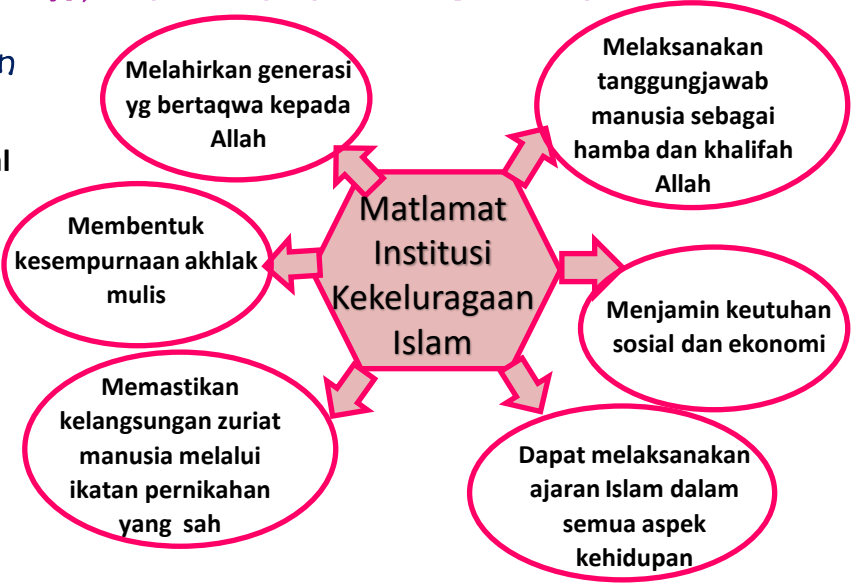 Matlamat
Institusi
Kekeluragaan
Islam
Melahirkan generasi
yg bertaqwa kepada
Allah
Melaksanakan
tanggungjawab
manusia sebagai
hamba dan khalifah
Allah
Membentuk
kesempurnaan akhlak
mulis
Menjamin keutuhan
sosial dan ekonomi
Memastikan
kelangsungan zuriat
manusia melalui
ikatan pernikahan
yang sah
Dapat melaksanakan
ajaran Islam dalam
semua aspek
kehidupan